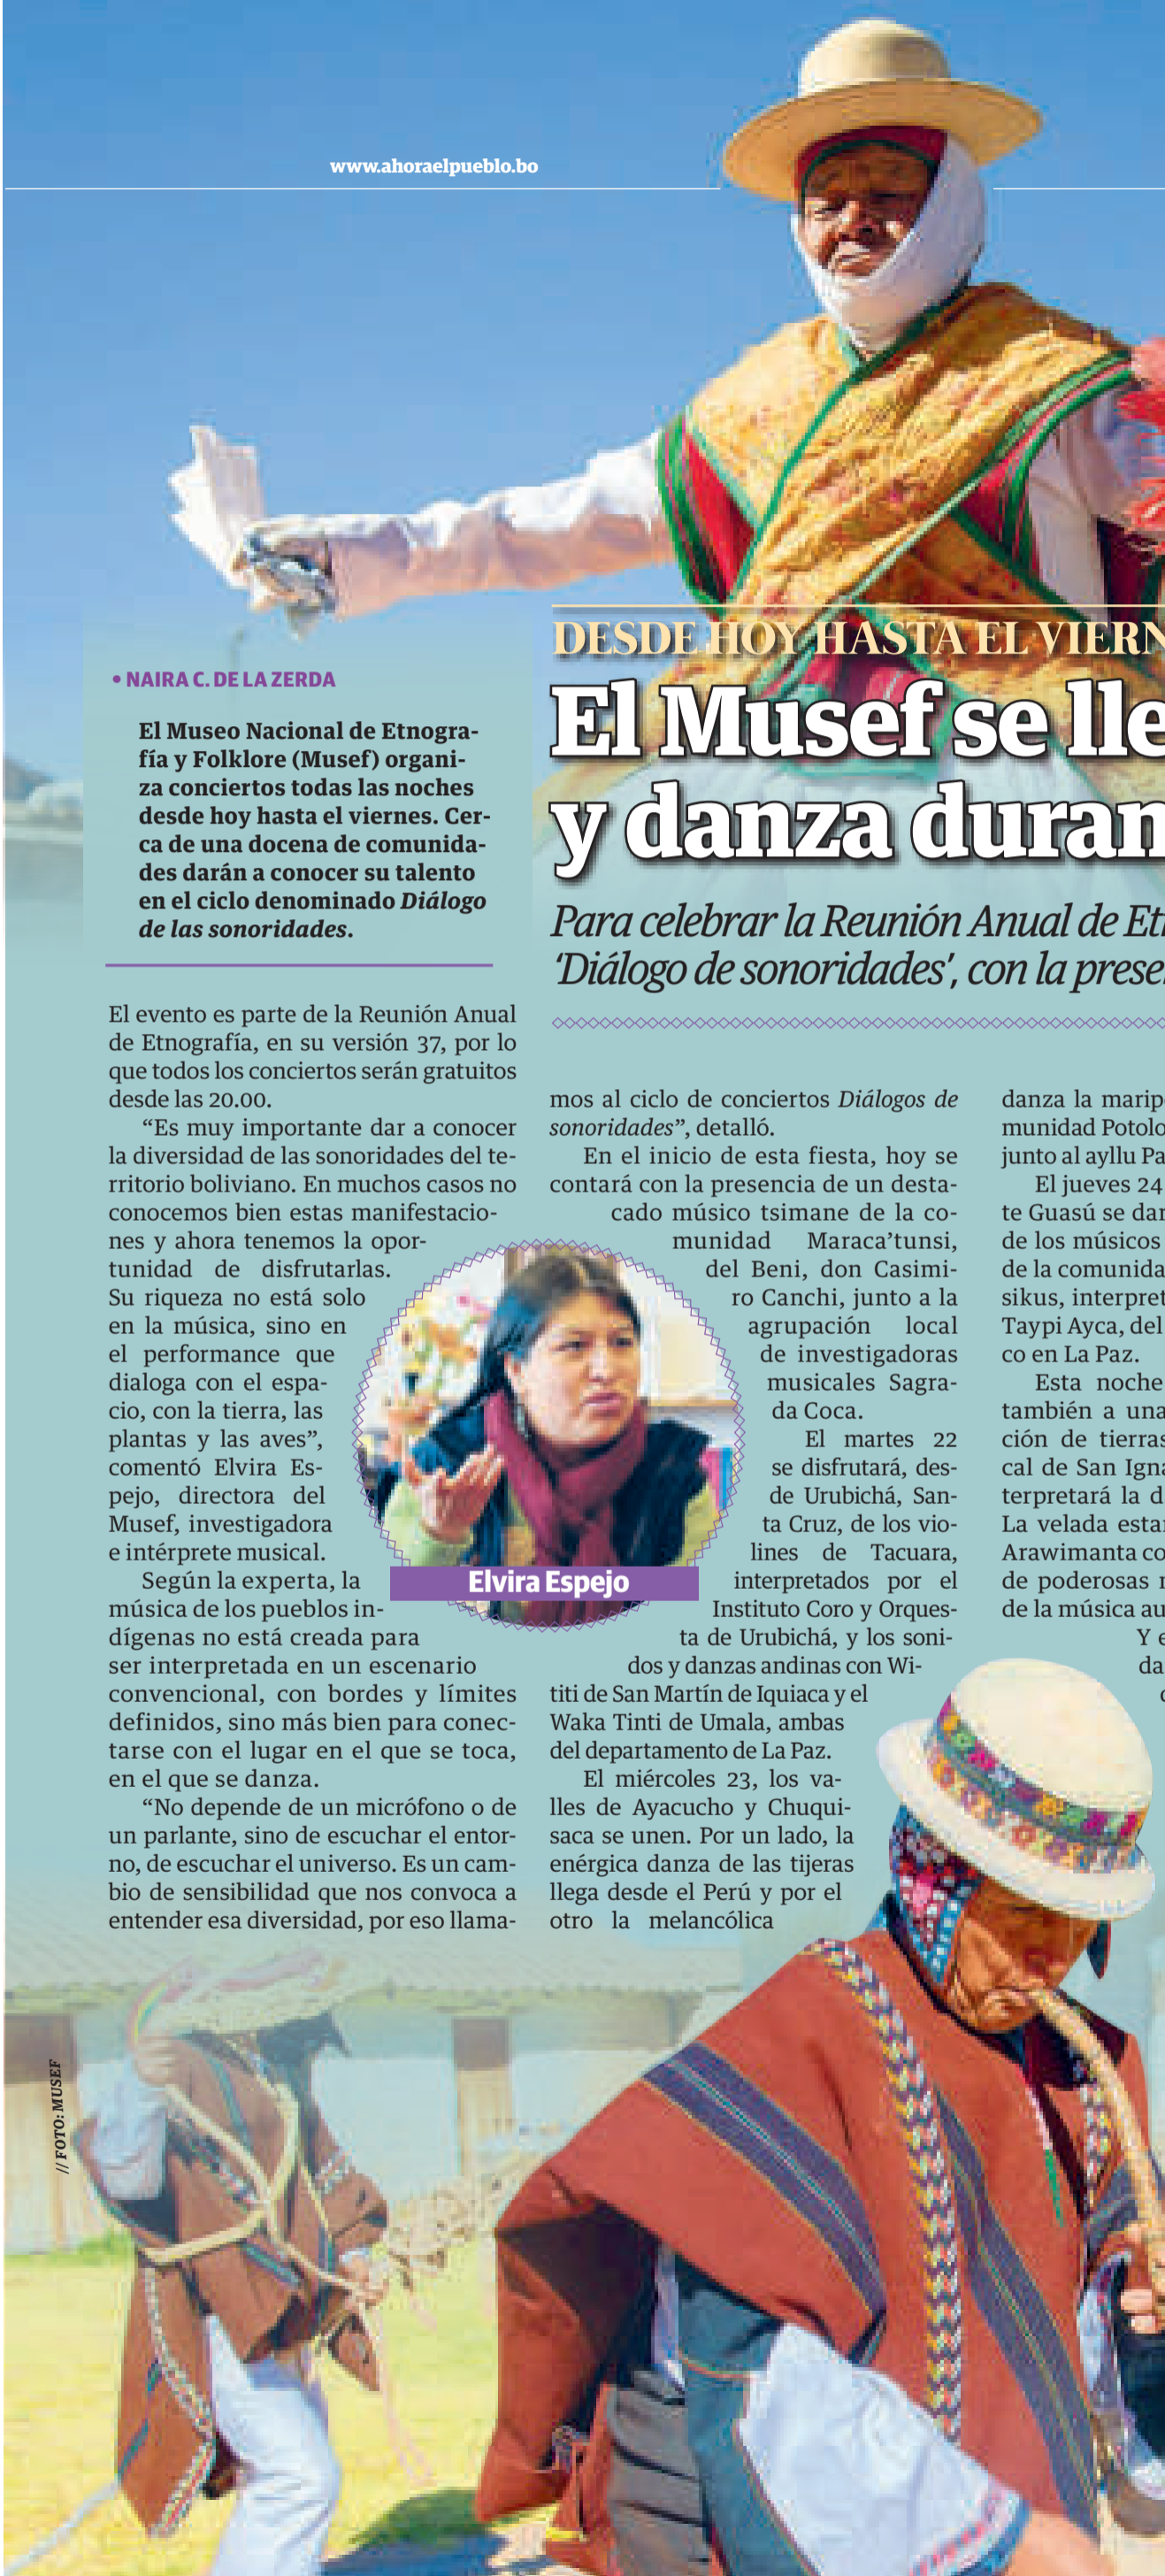 www.ahoraelpueblo.bo
DESDE HOY HASTA EL VIERN
El Musef se lle
y danza duran
Para celebrar la Reunión Anual de Et
‘Diálogo de sonoridades’, con la prese
• NAIRA C. DE LA ZERDA
El Museo Nacional de Etnogra-
fía y Folklore (Musef) organi-
za conciertos todas las noches
desde hoy hasta el viernes. Cer-
ca de una docena de comunida-
des darán a conocer su talento
en el ciclo denominado Diálogo
de las sonoridades.
El evento es parte de la Reunión Anual
de Etnografía, en su versión 37, por lo
que todos los conciertos serán gratuitos
desde las 20.00.
“Es muy importante dar a conocer
la diversidad de las sonoridades del te-
rritorio boliviano. En muchos casos no
conocemos bien estas manifestacio-
nes y ahora tenemos la opor-
tunidad de disfrutarlas.
Su riqueza no está solo
en la música, sino en
el performance que
dialoga con el espa-
cio, con la tierra, las
plantas y las aves”,
comentó Elvira Es-
pejo, directora del
Musef, investigadora
e intérprete musical.
Según la experta, la
música de los pueblos in-
dígenas no está creada para
ser interpretada en un escenario
convencional, con bordes y límites
definidos, sino más bien para conec-
tarse con el lugar en el que se toca,
en el que se danza.
“No depende de un micrófono o de
un parlante, sino de escuchar el entor-
no, de escuchar el universo. Es un cam-
bio de sensibilidad que nos convoca a
entender esa diversidad, por eso llama-
Elvira Espejo
mos al ciclo de conciertos Diálogos de
sonoridades”, detalló.
En el inicio de esta fiesta, hoy se
contará con la presencia de un desta-
cado músico tsimane de la co-
munidad Maraca’tunsi,
del Beni, don Casimi-
ro Canchi, junto a la
agrupación local
de investigadoras
musicales Sagra-
da Coca.
El martes 22
se disfrutará, des-
de Urubichá, San-
ta Cruz, de los vio-
lines de Tacuara,
interpretados por el
Instituto Coro y Orques-
ta de Urubichá, y los soni-
dos y danzas andinas con Wi-
titi de San Martín de Iquiaca y el
Waka Tinti de Umala, ambas
del departamento de La Paz.
El miércoles 23, los va-
lles de Ayacucho y Chuqui-
saca se unen. Por un lado, la
enérgica danza de las tijeras
llega desde el Perú y por el
otro la melancólica
danza la marip
munidad Potolo
junto al ayllu Pa
El jueves 24
te Guasú se dar
de los músicos
de la comunida
sikus, interpret
Taypi Ayca, del
co en La Paz.
Esta noche
también a una
ción de tierras
cal de San Igna
terpretará la d
La velada estar
Arawimanta co
de poderosas
de la música au
Y e
da
// FOTO: MUSEF